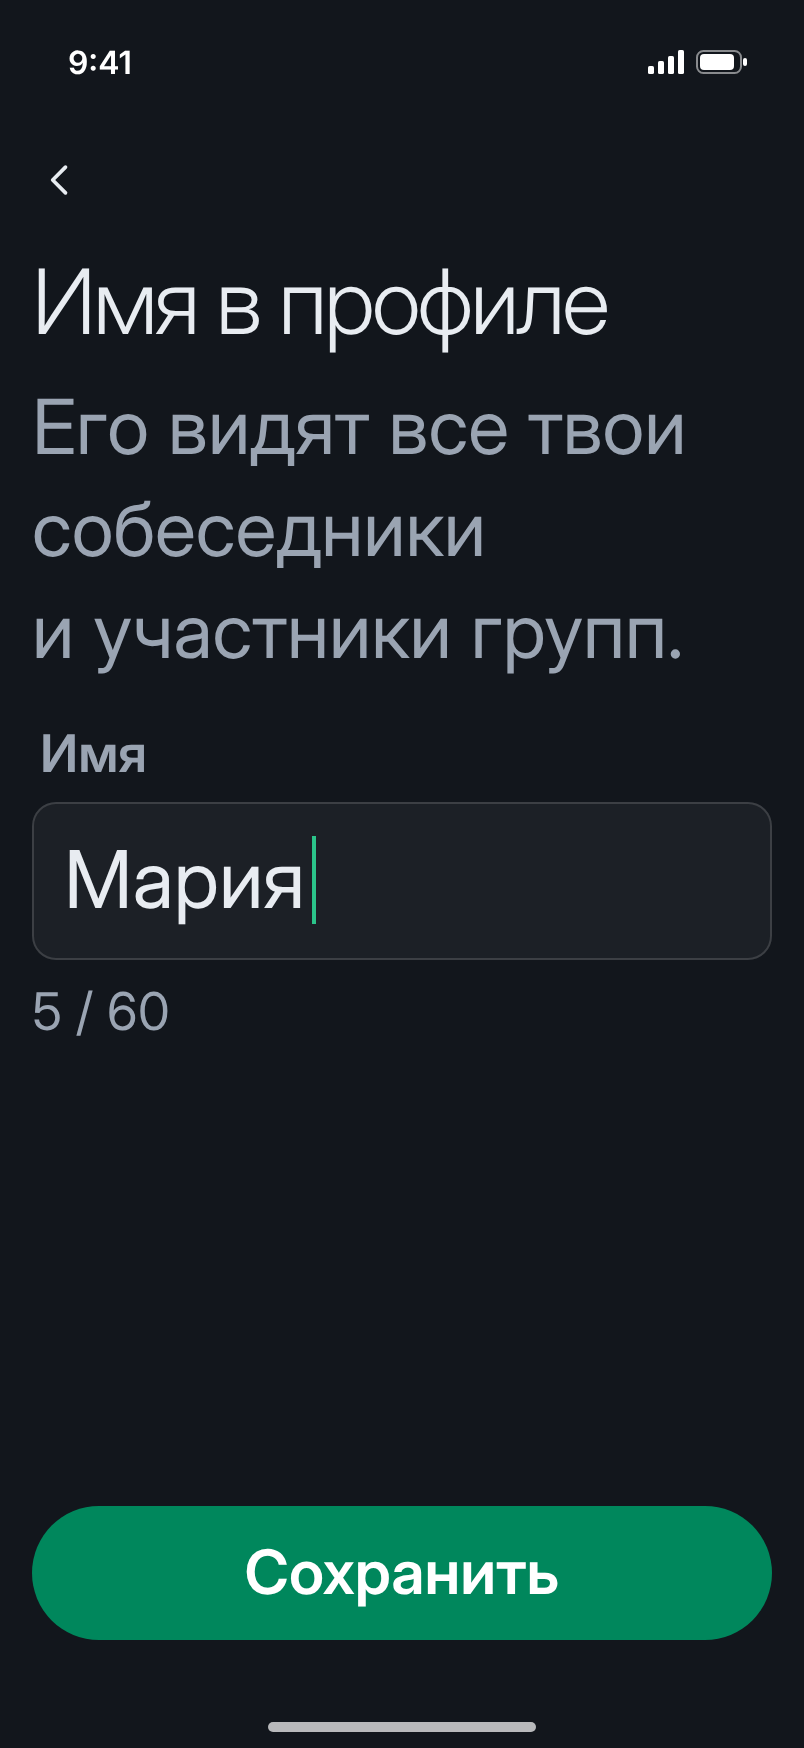 9:41
Имя в профиле
Его видят все твои
собеседники
и участники групп.
Имя
Мария
5 / 60
Сохранить